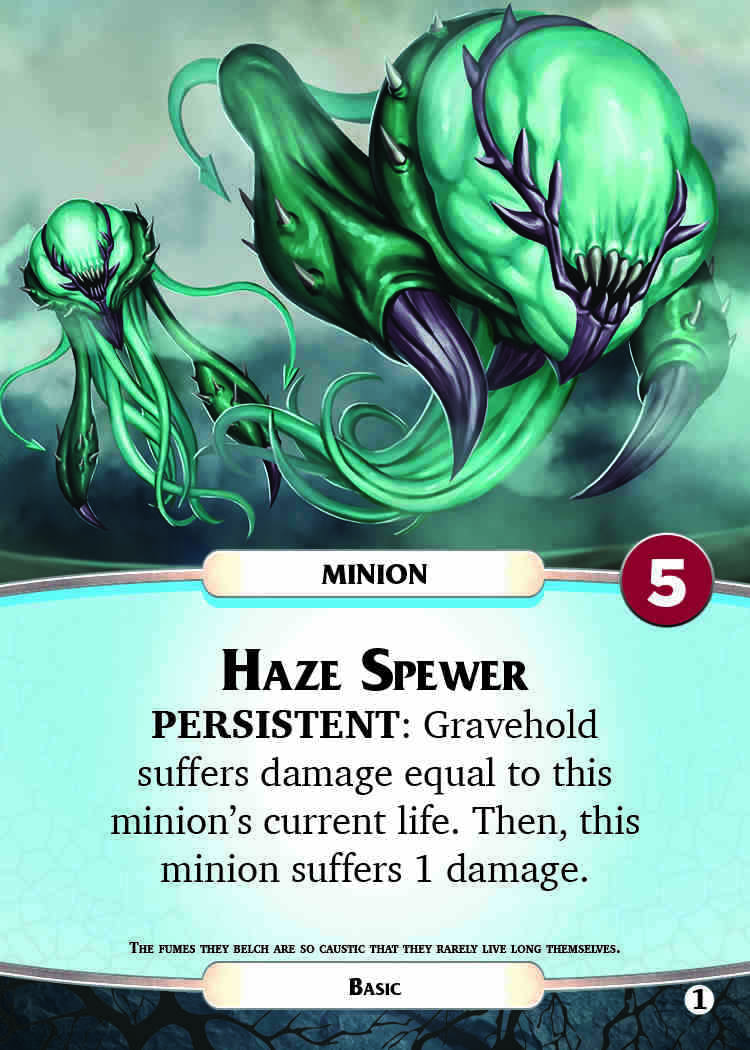 MINION
5
Haze Spewer
PERSISTENT: Gravehold
suffers damage equal to this
minion’s current life. Then, this
minion suffers 1 damage.
The fumes they belch are so caustic that they rarely live long themselves.
Basic
1